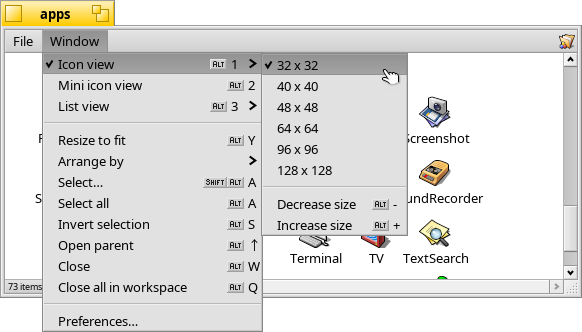 apps
File Window
Icon view ALT 1
Mini icon view ALT 2
List view ALT 3
Resize to fit ALT Y
Arrange by
Select... SHIFT ALT A
Select all ALT A
Invert selection ALT S
Open parent ALT ↑
Close ALT W
Close all in workspace ALT Q
Preferences...
32 x 32
40 x 40
48 x 48
64 x 64
96 x 96
128 x 128
Decrease size ALT -
Increase size ALT +
Screenshot
undRecorder
Terminal TV TextSearch
73 items